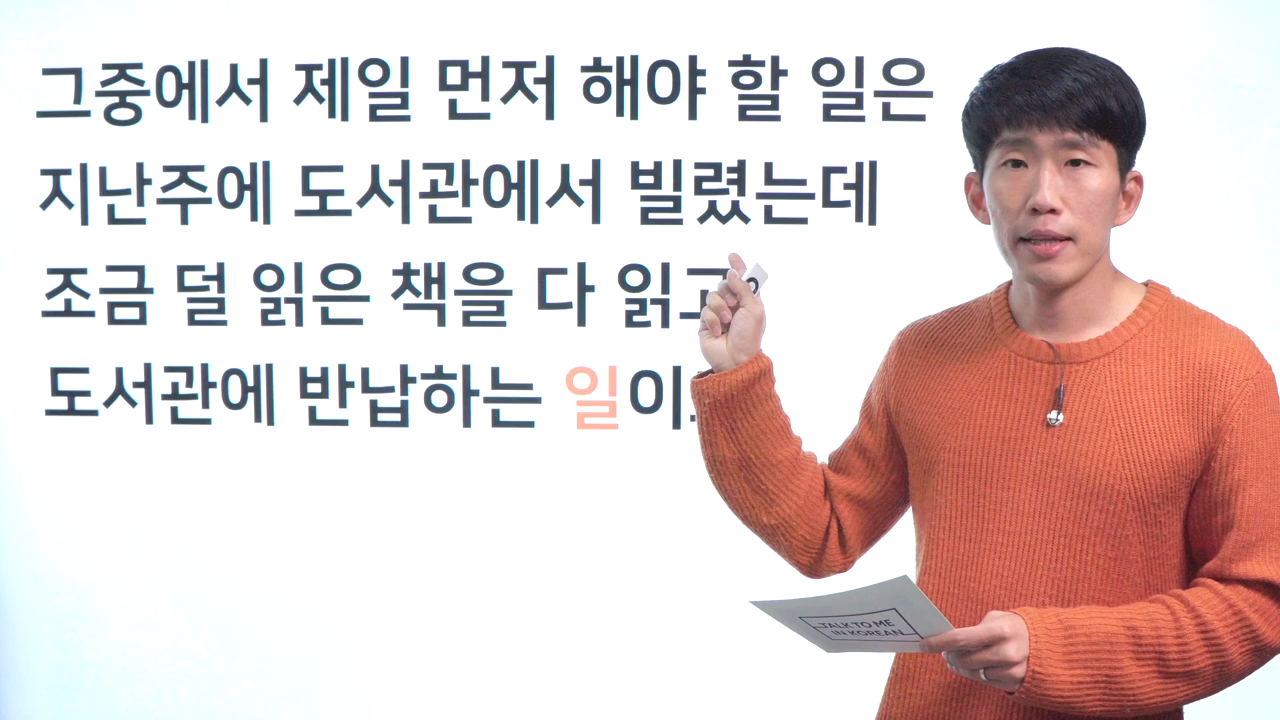 그중에서 제일 먼저 해야 할 일은
지난주에 도서관에서 빌렸는데
조금 덜 읽은 책을 다 읽고
도서관에 반납하는 일이
TALK TO ME
IN KOREAN